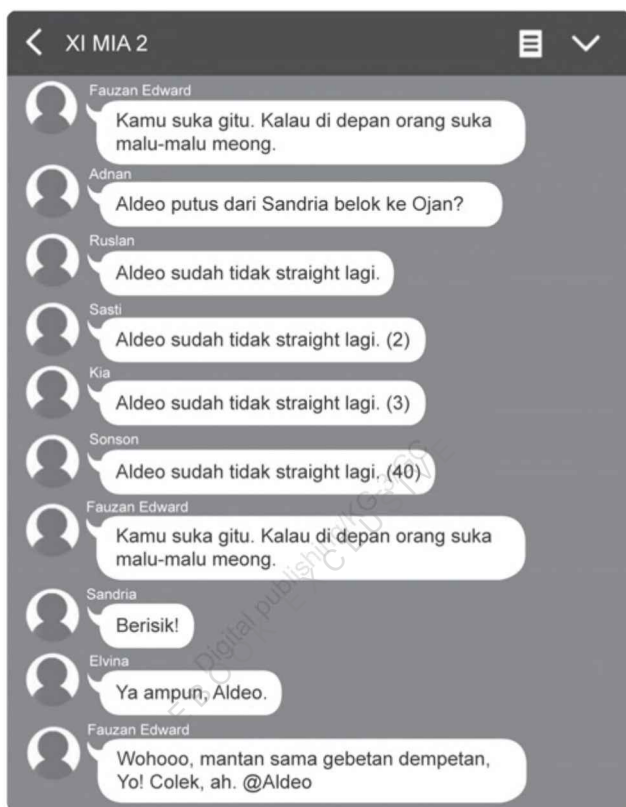 XI MIA 2
Fauzan Edward
Kamu suka gitu. Kalau di depan orang suka
malu-malu meong.
Adnan
Aldeo putus dari Sandria belok ke Ojan?
Ruslan
Aldeo sudah tidak straight lagi.
Sasti
Aldeo sudah tidak straight lagi. (2)
Kia
Aldeo sudah tidak straight lagi. (3)
Sonson
Aldeo sudah tidak straight lagi. (40)
Fauzan Edward
Kamu suka gitu. Kalau di depan orang suka
malu-malu meong.
Sandria
Berisik!
Elvina
Ya ampun, Aldeo.
Fauzan Edward
Wohooo, mantan sama gebetan dempetan,
Yo! Colek, ah. @Aldeo
Digital publishing/KG-